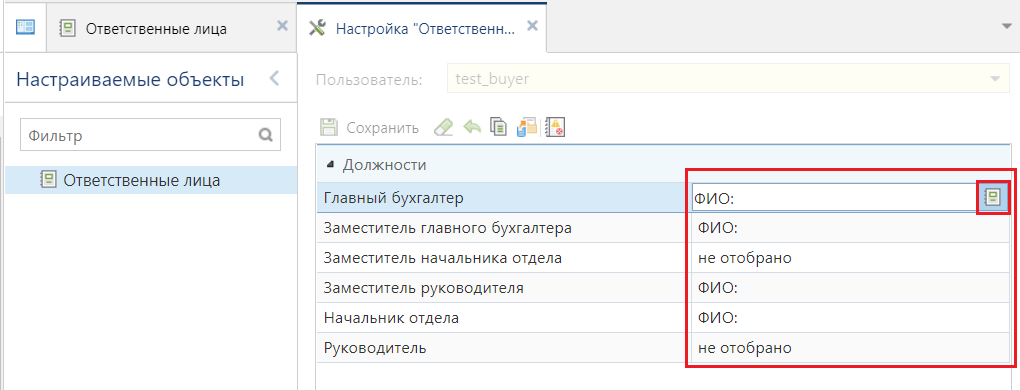 Ответственные лица
Настройка "Ответственн...
Настраиваемые объекты
Фильтр
Ответственные лица
Пользователь: test_buyer
Сохранить
Должности
Главный бухгалтер ФИО:
Заместитель главного бухгалтера ФИО:
Заместитель начальника отдела не отобрано
Заместитель руководителя ФИО:
Начальник отдела ФИО:
Руководитель не отобрано